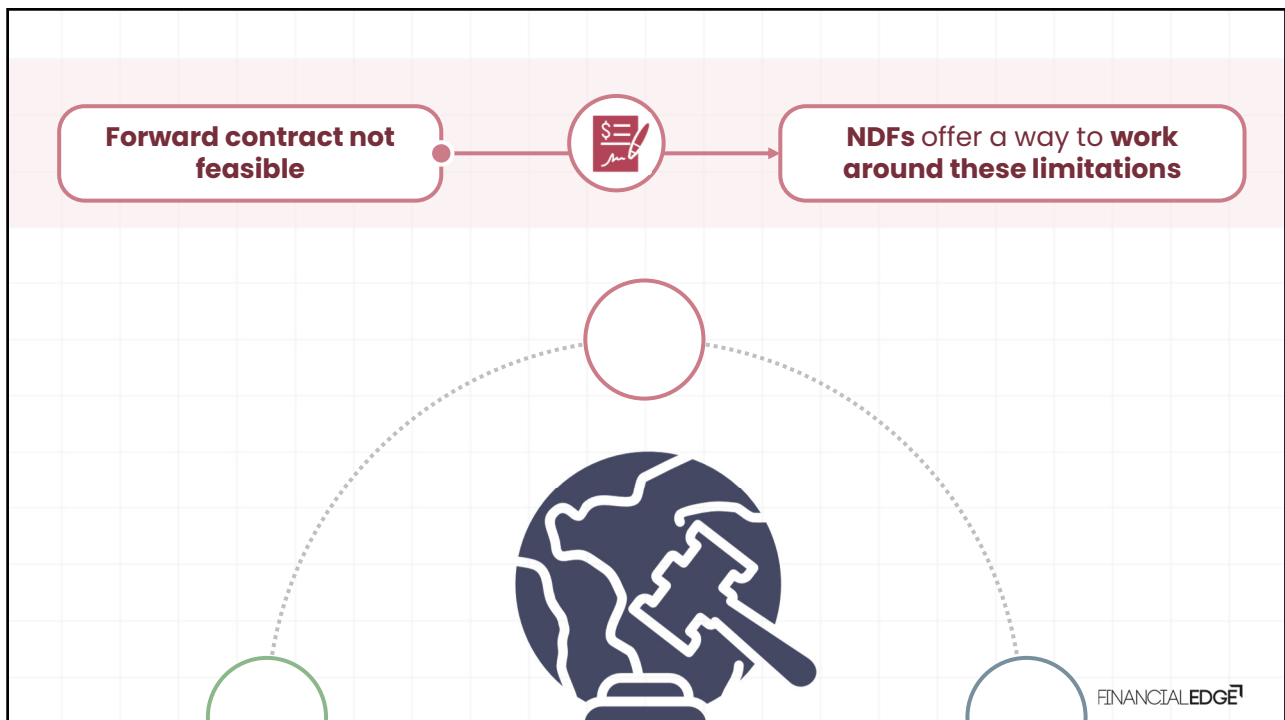 Forward contract not
feasible
$
NDFs offer a way to work
around these limitations
FINANCIALEDGE